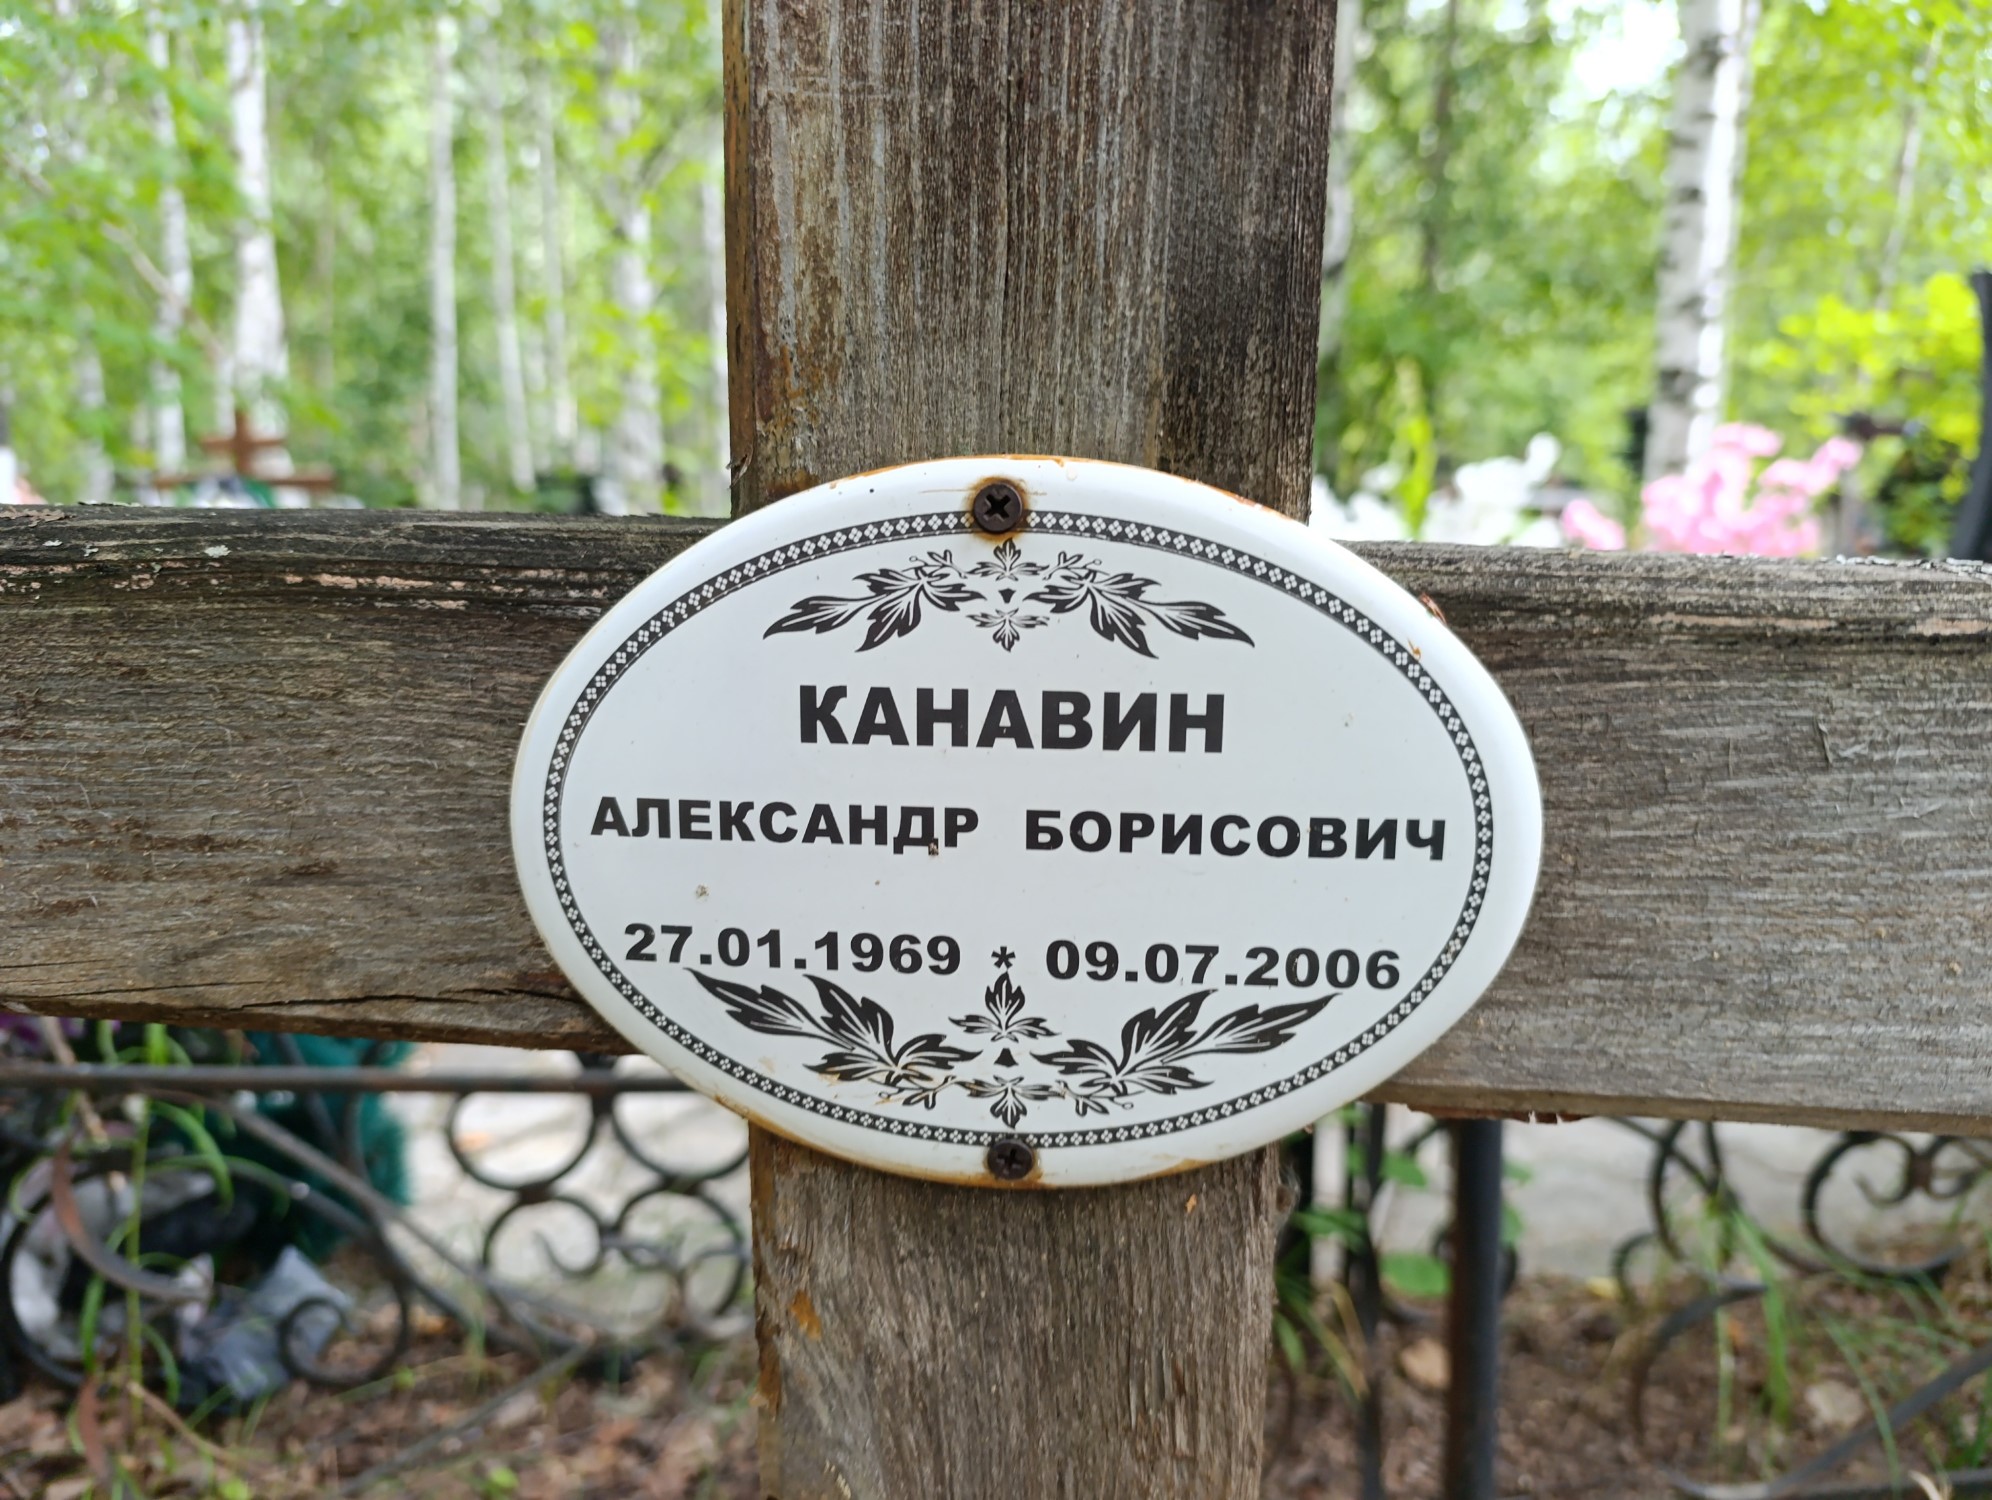 КАНАВИН
АЛЕКСАНДР БОРИСОВИЧ
27.01.1969 * 09.07.2006